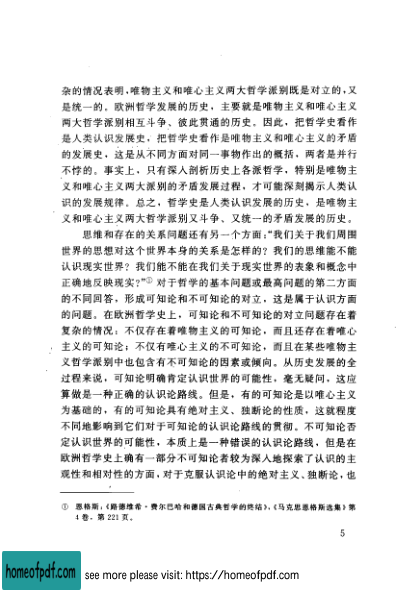 杂的情况表明，唯物主义和唯心主义两大哲学派别既是对立的，又
是统一的。欧洲哲学发展的历史，主要就是唯物主义和唯心主义
两大哲学派别相互斗争、彼此贯通的历史。因此，把哲学史看作
是人类认识发展史，把哲学史看作是唯物主义和唯心主义的矛盾
的发展史，这是从不同方面对同一事物作出的概括，两者是并行
不悖的。事实上，只有深入剖析历史上各派哲学，特别是唯物主
义和唯心主义两大派别的矛盾发展过程，才可能深刻揭示人类认
识的发展规律。总之，哲学史是人类认识发展的历史，是唯物主
义和唯心主义两大哲学派别又斗争、又统一的矛盾发展的历史。
思维和存在的关系问题还有另一个方面：“我们关于我们周围
世界的思想对这个世界本身的关系是怎样的？我们的思维能不能
认识现实世界？我们能不能在我们关于现实世界的表象和概念中
正确地反映现实？”①对于哲学的基本问题或最高问题的第二方面
的不同回答，形成可知论和不可知论的对立，这是属于认识方面
的问题。在欧洲哲学史上，可知论和不可知论的对立问题存在着
复杂的情况：不仅存在着唯物主义的可知论，而且还存在着唯心
主义的可知论；不仅有唯心主义的不可知论，而且在某些唯物主
义哲学派别中也包含有不可知论的因素或倾向。从历史发展的全
过程来说，可知论明确肯定认识世界的可能性，毫无疑问，这应
算做是一种正确的认识论路线。但是，有的可知论是以唯心主义
为基础的，有的可知论具有绝对主义、独断论的性质，这就程度
不同地影响到它们对于可知论的认识论路线的贯彻。不可知论否
定认识世界的可能性，本质上是一种错误的认识论路线，但是在
欧洲哲学史上确有一部分不可知论者较为深入地探索了认识的主
观性和相对性的方面，对于克服认识论中的绝对主义、独断论，也
① 恩格斯：《路德维希·费尔巴哈和德国古典哲学的终结》，《马克思恩格斯选集》第
4卷，第221页。
5
homeofpdf.com
see more please visit: https://homeofpdf.com